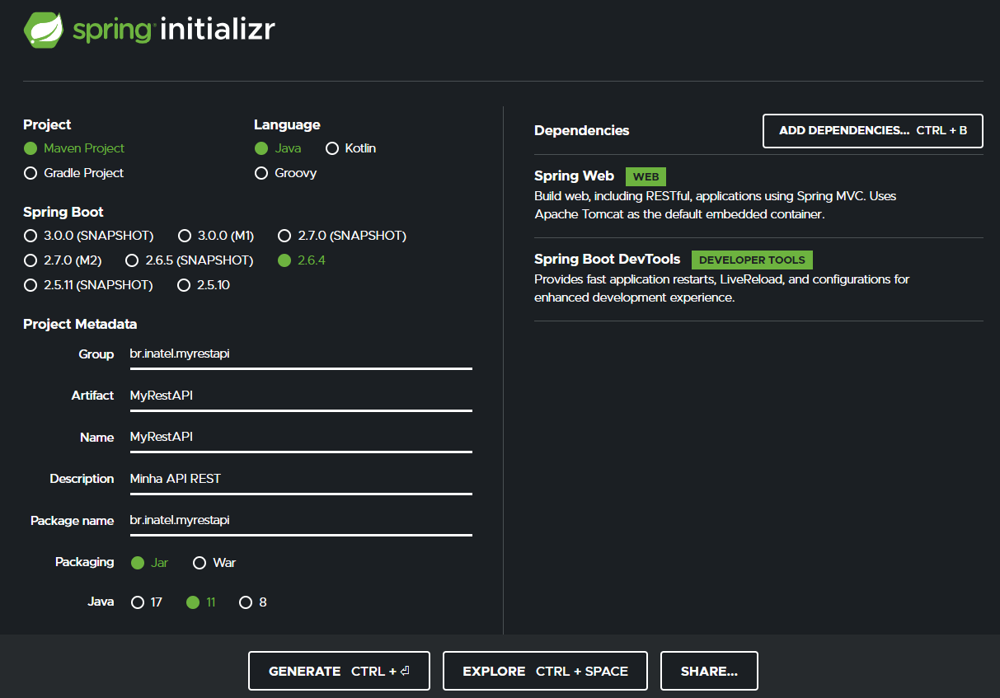 spring initializr
Project
Maven Project
Gradle Project
Language
Java Kotlin
Groovy
Spring Boot
3.0.0 (SNAPSHOT) 3.0.0 (M1) 2.7.0 (SNAPSHOT)
2.7.0 (M2) 2.6.5 (SNAPSHOT) 2.6.4
2.5.11 (SNAPSHOT) 2.5.10
Project Metadata
Group br.inatel.myrestapi
Artifact MyRestAPI
Name MyRestAPI
Description Minha API REST
Package name br.inatel.myrestapi
Packaging Jar War
Java 17 11 8
Dependencies ADD DEPENDENCIES... CTRL + B
Spring Web WEB
Build web, including RESTful, applications using Spring MVC. Uses
Apache Tomcat as the default embedded container.
Spring Boot DevTools DEVELOPER TOOLS
Provides fast application restarts, LiveReload, and configurations for
enhanced development experience.
GENERATE CTRL + ⏎ EXPLORE CTRL + SPACE SHARE...